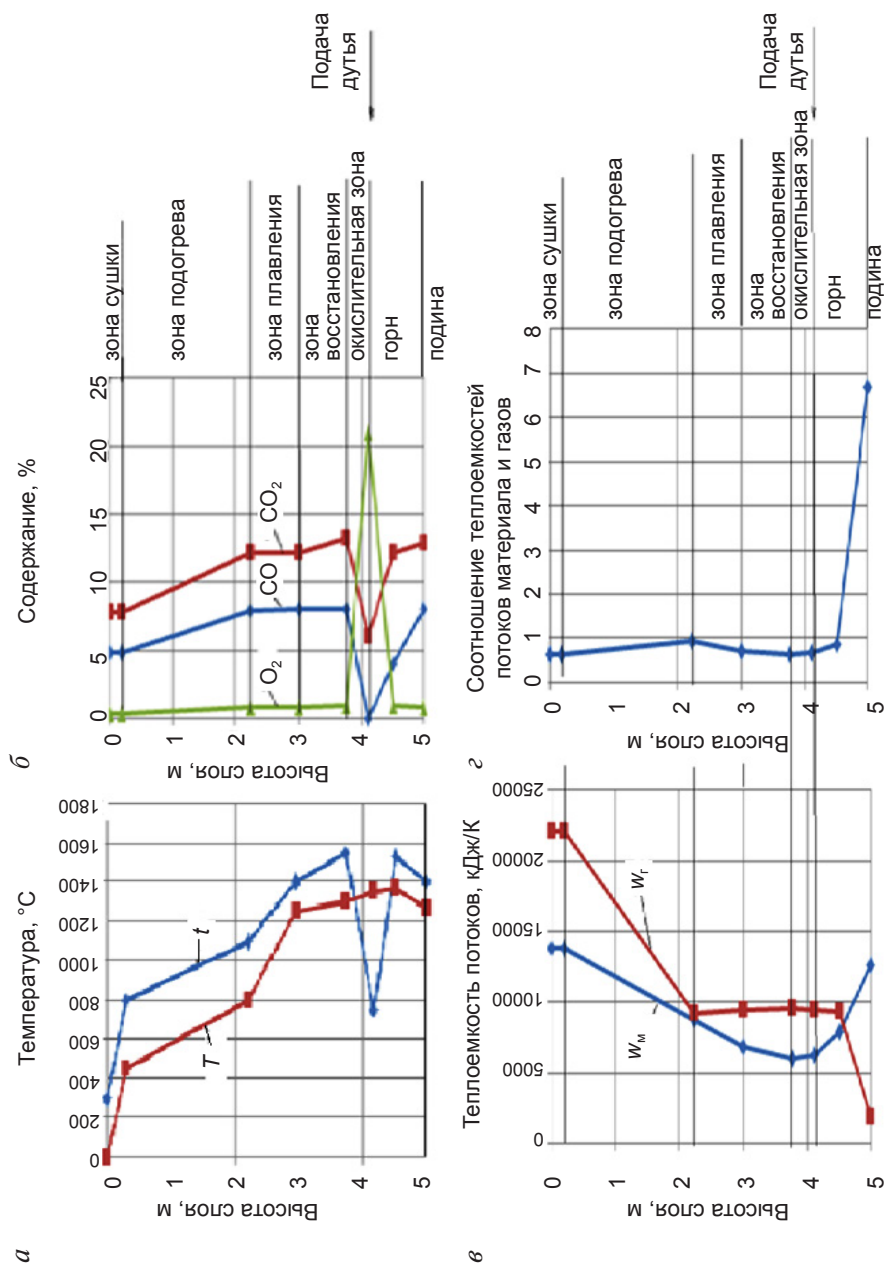 а
Температура, °С
0
200
400
600
800
1000
1200
1400
1600
1800
0
1
2
3
4
5
Высота слоя, м
t
T
б
Содержание, %
0
5
10
15
20
25
0
1
2
3
4
5
Высота слоя, м
O2
CO
CO2
зона сушки
зона подогрева
зона плавления
зона
восстановления
окислительная зона
горн
подина
Подача
дутья
в
Теплоемкость потоков, кДж/К
0
5000
10000
15000
20000
25000
0
1
2
3
4
5
Высота слоя, м
wм
wг
г
Соотношение теплоемкостей
потоков материала и газов
0
1
2
3
4
5
6
7
8
0
1
2
3
4
5
Высота слоя, м
зона сушки
зона подогрева
зона плавления
зона
восстановления
окислительная зона
горн
подина
Подача
дутья